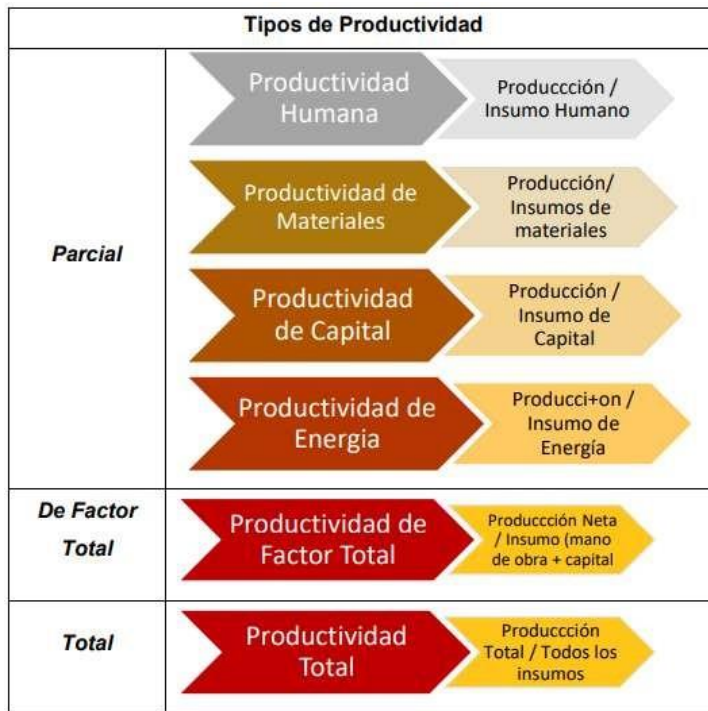 Tipos de Productividad
Parcial
Productividad
Humana
Produccción /
Insumo Humano
Productividad de
Materiales
Producción/
Insumos de
materiales
Productividad
de Capital
Producción /
Insumo de
Capital
Productividad de
Energia
Producci+on /
Insumo de
Energía
De Factor
Total
Productividad de
Factor Total
Produccción Neta
/ Insumo (mano
de obra + capital
Total
Productividad
Total
Produccción
Total / Todos los
insumos